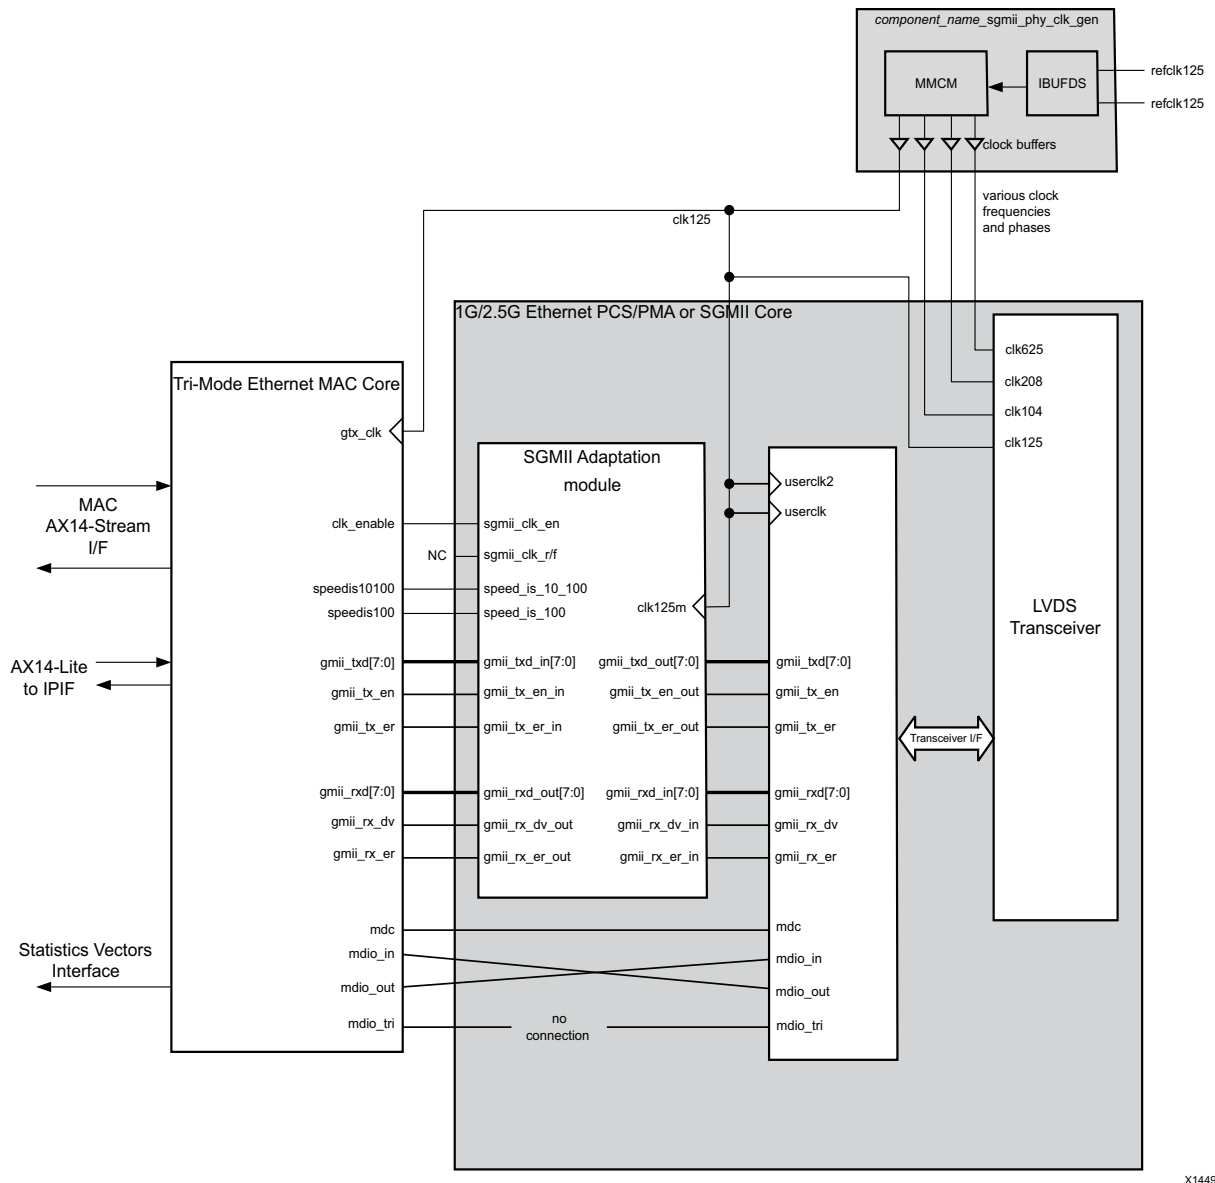 component_name_sgmii_phy_clk_gen
MMCM
IBUFDS
refclk125
refclk125
clock buffers
various clock
frequencies
and phases
clk125
1G/2.5G Ethernet PCS/PMA or SGMII Core
clk625
clk208
clk104
clk125
LVDS
Transceiver
Tri-Mode Ethernet MAC Core
gtx_clk
MAC
AX14-Stream
I/F
AX14-Lite
to IPIF
Statistics Vectors
Interface
clk_enable
NC
speedis10100
speedis100
gmii_txd[7:0]
gmii_tx_en
gmii_tx_er
gmii_rxd[7:0]
gmii_rx_dv
gmii_rx_er
mdc
mdio_in
mdio_out
mdio_tri
no
connection
SGMII Adaptation
module
sgmii_clk_en
sgmii_clk_r/f
speed_is_10_100
speed_is_100
clk125m
gmii_txd_in[7:0]
gmii_tx_en_in
gmii_tx_er_in
gmii_rxd_out[7:0]
gmii_rx_dv_out
gmii_rx_er_out
gmii_txd_out[7:0]
gmii_tx_en_out
gmii_tx_er_out
gmii_rxd_in[7:0]
gmii_rx_dv_in
gmii_rx_er_in
userclk2
userclk
gmii_txd[7:0]
gmii_tx_en
gmii_tx_er
gmii_rxd[7:0]
gmii_rx_dv
gmii_rx_er
mdc
mdio_in
mdio_out
mdio_tri
Transceiver I/F
X1449